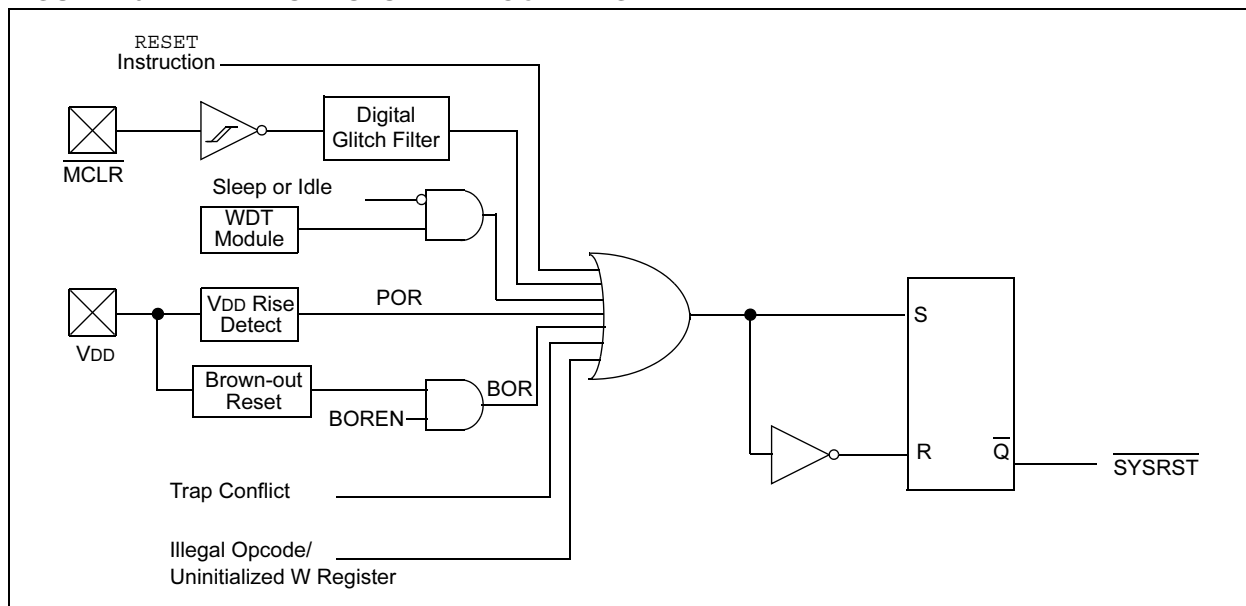 RESET
Instruction
Digital
Glitch Filter
MCLR
Sleep or Idle
WDT
Module
VDD Rise
Detect
POR
VDD
Brown-out
Reset
BOREN
BOR
Trap Conflict
Illegal Opcode/
Uninitialized W Register
S
R
Q
SYSRST